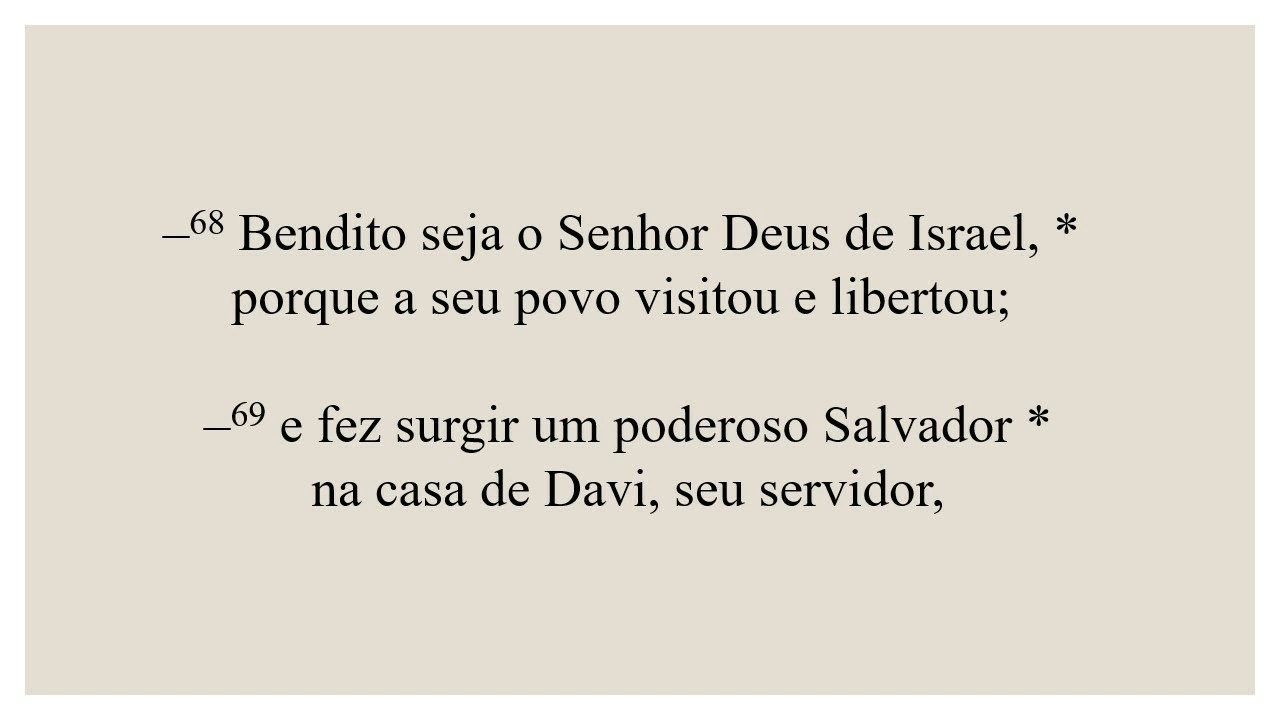 –⁶⁸ Bendito seja o Senhor Deus de Israel, *
porque a seu povo visitou e libertou;
–⁶⁹ e fez surgir um poderoso Salvador *
na casa de Davi, seu servidor,